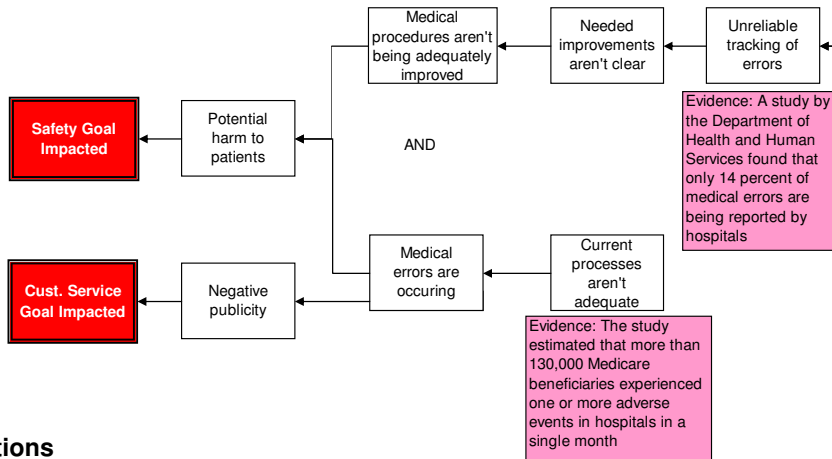 Medical
procedures aren't
being adequately
improved
Needed
improvements
aren't clear
Unreliable
tracking of
errors
Evidence: A study by
the Department of
Health and Human
Services found that
only 14 percent of
medical errors are
being reported by
hospitals
Safety Goal
Impacted
Potential
harm to
patients
AND
Cust. Service
Goal Impacted
Negative
publicity
Medical
errors are
occuring
Current
processes
aren't
adequate
Evidence: The study
estimated that more than
130,000 Medicare
beneficiaries experienced
one or more adverse
events in hospitals in a
single month
tions